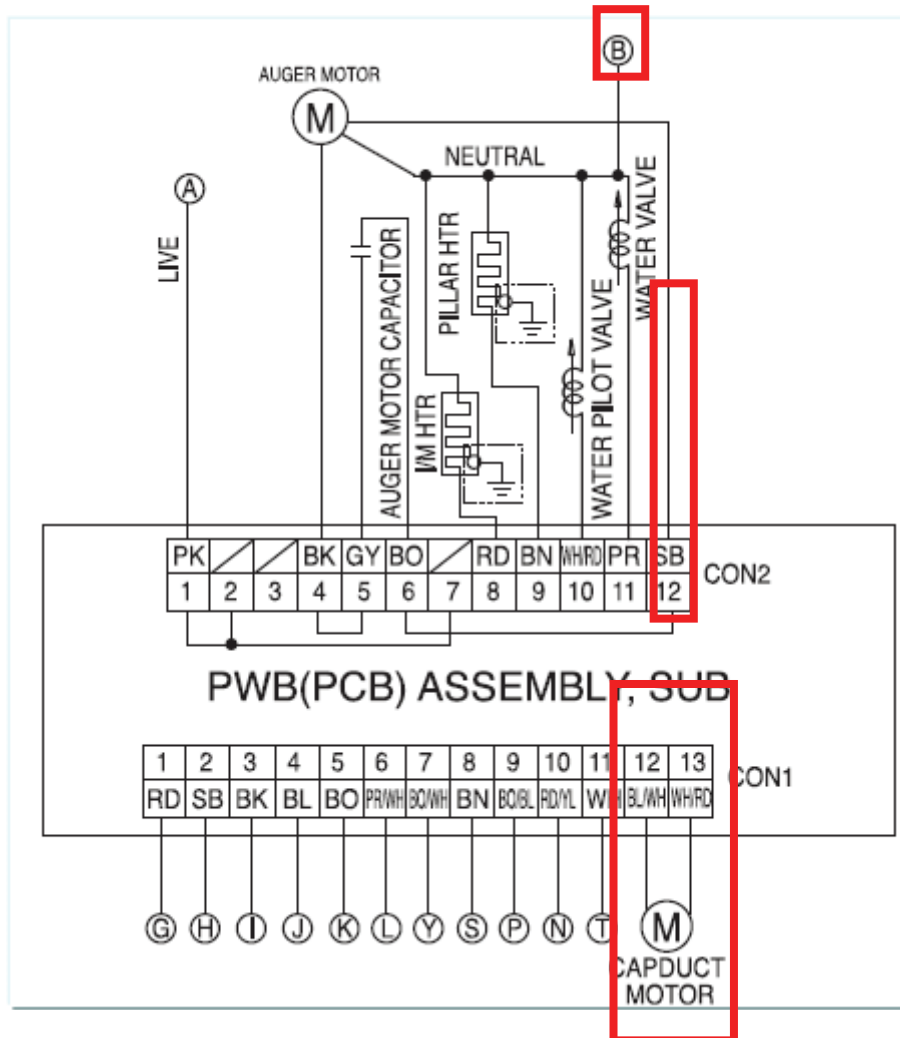 B
AUGER MOTOR
M
NEUTRAL
A
LIVE
AUGER MOTOR CAPACITOR
PILLAR HTR
I/M HTR
WATER PILOT VALVE
WATER VALVE
PK BK GY BO RD BN WH/RD PR SB
1 2 3 4 5 6 7 8 9 10 11 12
CON2
PWB(PCB) ASSEMBLY, SUB
1 2 3 4 5 6 7 8 9 10 11 12 13
CON1
RD SB BK BL BO PR/WH BO/WH BN BO/BL RD/YL WH BL/WH WH/RD
G H I J K L Y S P N T
M
CAPDUCT
MOTOR